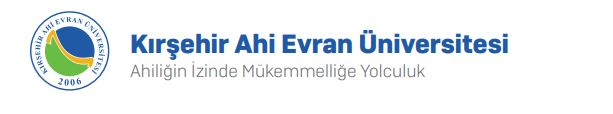 KIRŞEHİR AHİ EVRAN ÜNİVERSİTESİ
2006
Kırşehir Ahi Evran Üniversitesi
Ahiliğin İzinde Mükemmelliğe Yolculuk